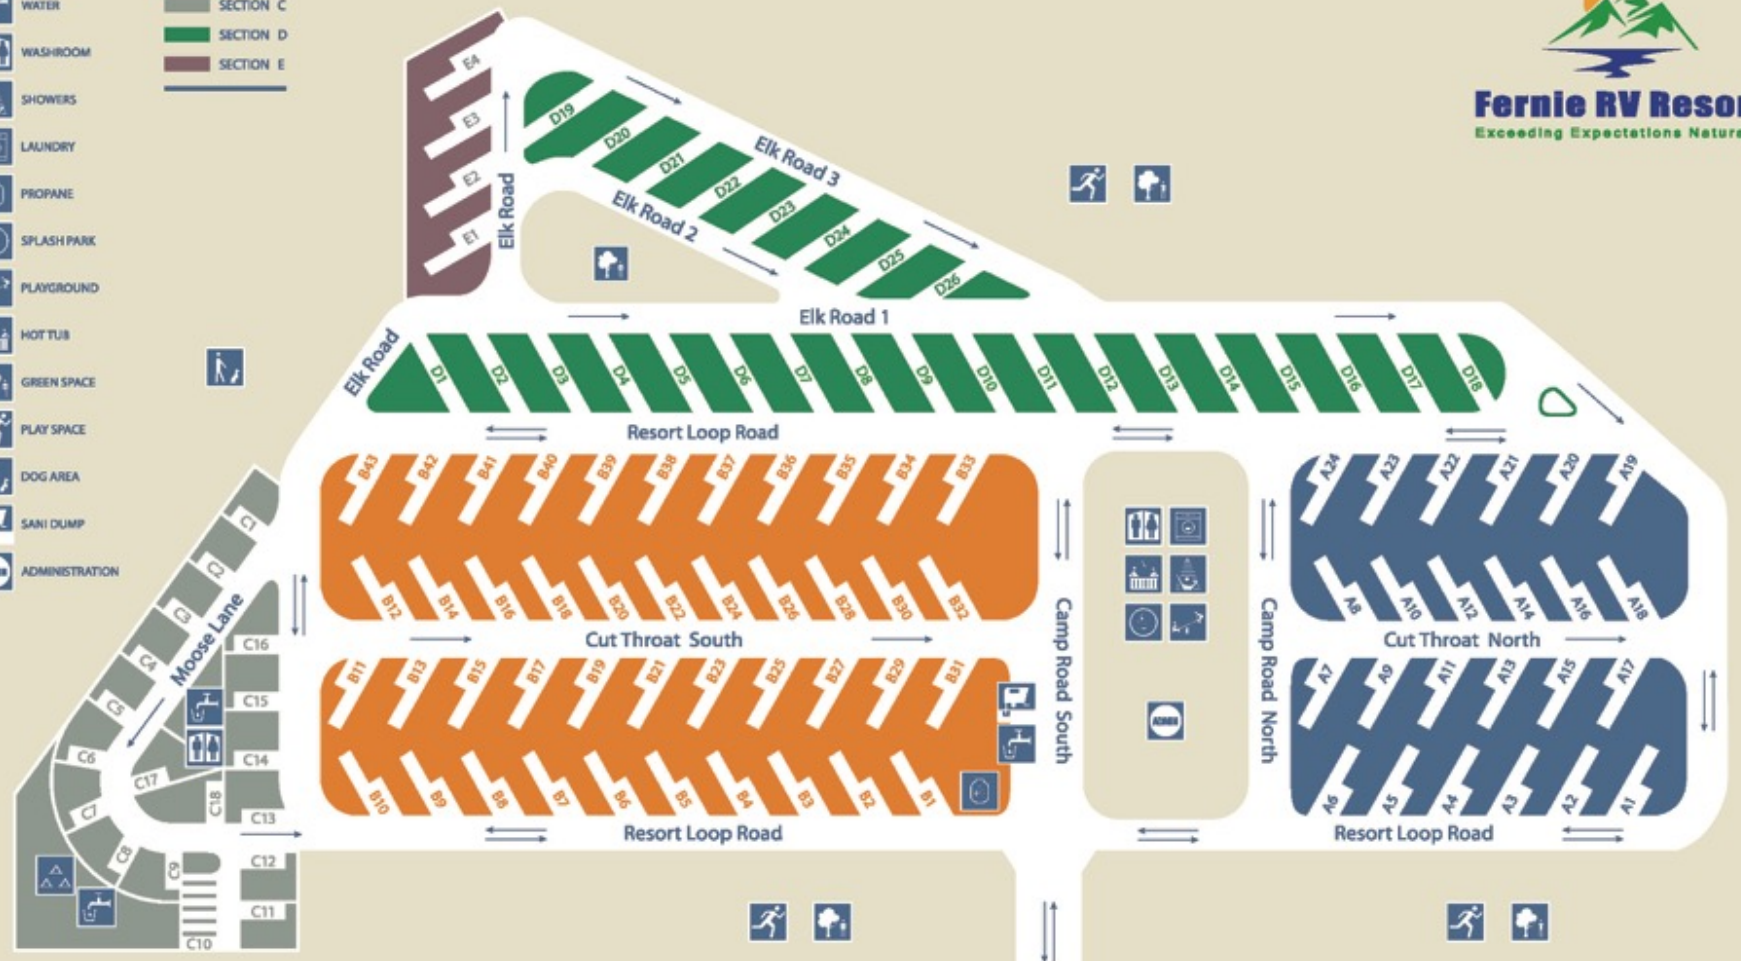 WATER
WASHROOM
SHOWERS
LAUNDRY
PROPANE
SPLASH PARK
PLAYGROUND
HOT TUB
GREEN SPACE
PLAY SPACE
DOG AREA
SANI DUMP
ADMINISTRATION
SECTION C
SECTION D
SECTION E
Fernie RV Resor
Exceeding Expectations Natura
E4
E3
E2
E1
Elk Road
D19
D20
D21
D22
D23
D24
D25
D26
Elk Road 3
Elk Road 2
Elk Road 1
Elk Road
D1
D2
D3
D4
D5
D6
D7
D8
D9
D10
D11
D12
D13
D14
D15
D16
D17
D18
Resort Loop Road
B43
B42
B41
B40
B39
B38
B37
B36
B35
B34
B33
A24
A23
A22
A21
A20
A19
B12
B14
B16
B18
B20
B22
B24
B26
B28
B30
B32
A8
A10
A12
A14
A16
A18
Cut Throat South
Cut Throat North
Camp Road South
Camp Road North
B11
B13
B15
B17
B19
B21
B23
B25
B27
B29
B31
A7
A9
A11
A13
A15
A17
ADMIN
B10
B9
B8
B7
B6
B5
B4
B3
B2
B1
A6
A5
A4
A3
A2
A1
Resort Loop Road
Resort Loop Road
C1
C2
C3
C4
C5
C6
C7
C8
C9
C10
C11
C12
C13
C14
C15
C16
C17
C18
Moose Lane